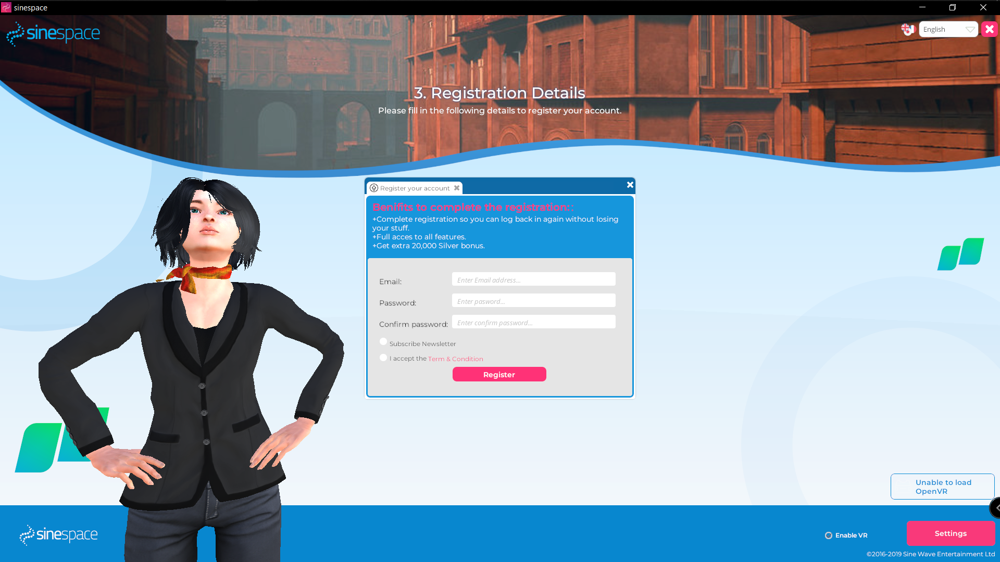 sinespace
sinespace
English
3. Registration Details
Please fill in the following details to register your account.
Register your account
Benifits to complete the registration::
+Complete registration so you can log back in again without losing
your stuff.
+Full acces to all features.
+Get extra 20,000 Silver bonus.
Email:
Enter Email address...
Password:
Enter pasword...
Confirm password:
Enter confirm password...
Subscribe Newsletter
I accept the Term & Condition
Register
Unable to load
OpenVR
sinespace
Enable VR
Settings
©2016-2019 Sine Wave Entertainment Ltd